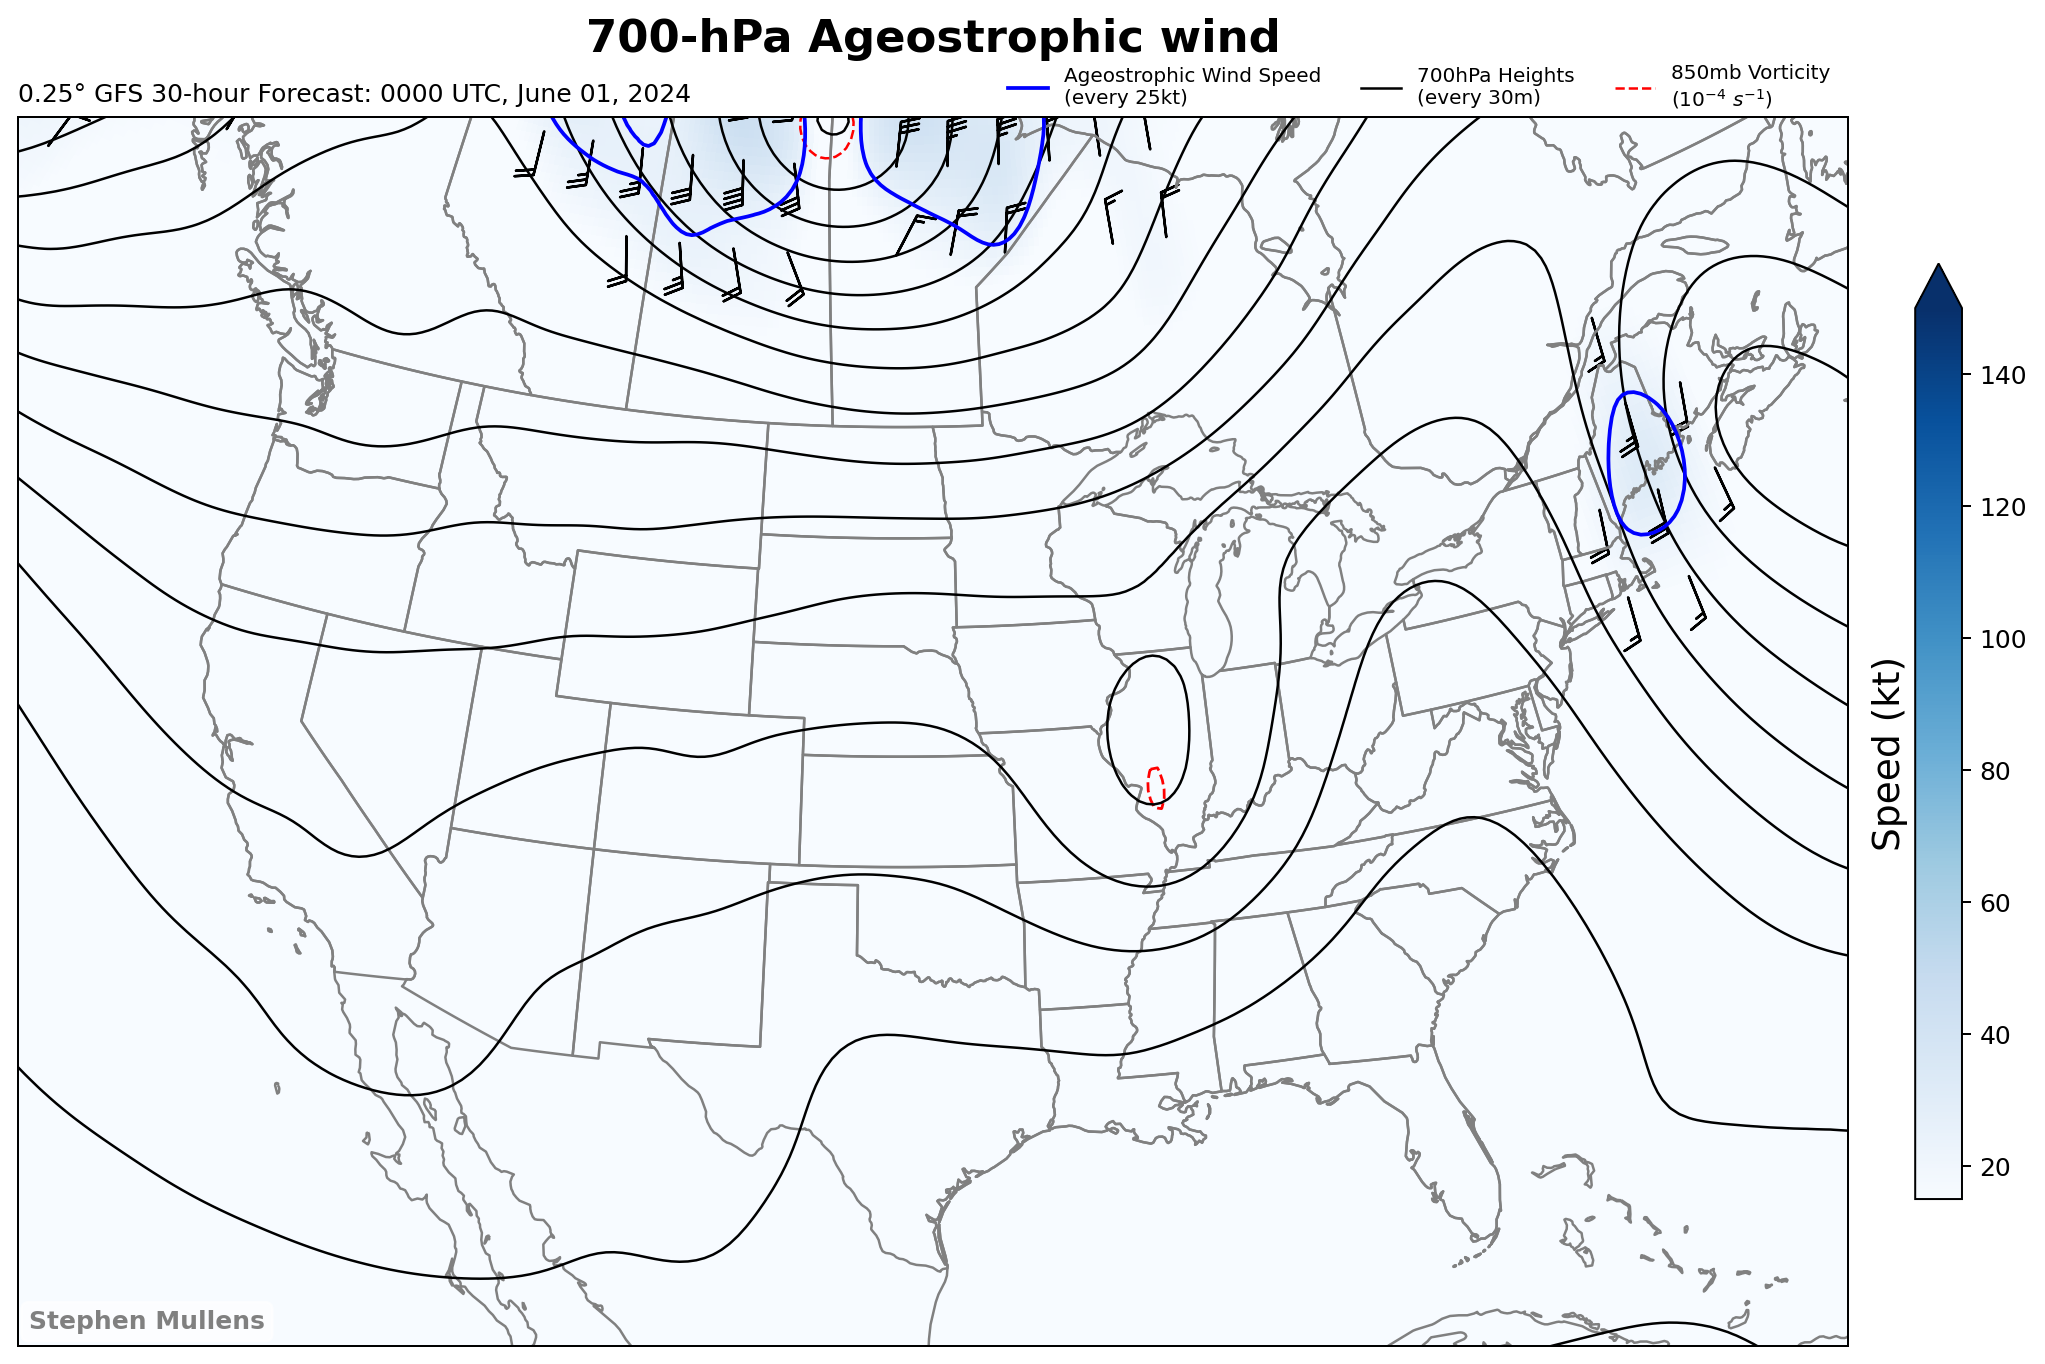 700-hPa Ageostrophic wind
0.25° GFS 30-hour Forecast: 0000 UTC, June 01, 2024
Ageostrophic Wind Speed
(every 25kt)
700hPa Heights
(every 30m)
850mb Vorticity
(10⁻⁴ s⁻¹)
140
120
100
80
60
40
20
Speed (kt)
Stephen Mullens